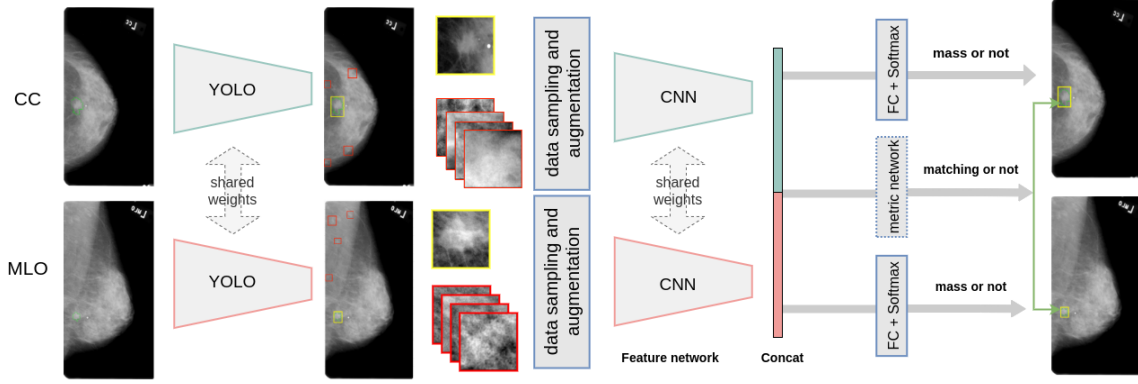 CC
YOLO
data sampling and
augmentation
CNN
FC + Softmax
mass or not
shared
weights
shared
weights
metric network
matching or not
MLO
YOLO
data sampling and
augmentation
CNN
FC + Softmax
mass or not
Feature network
Concat